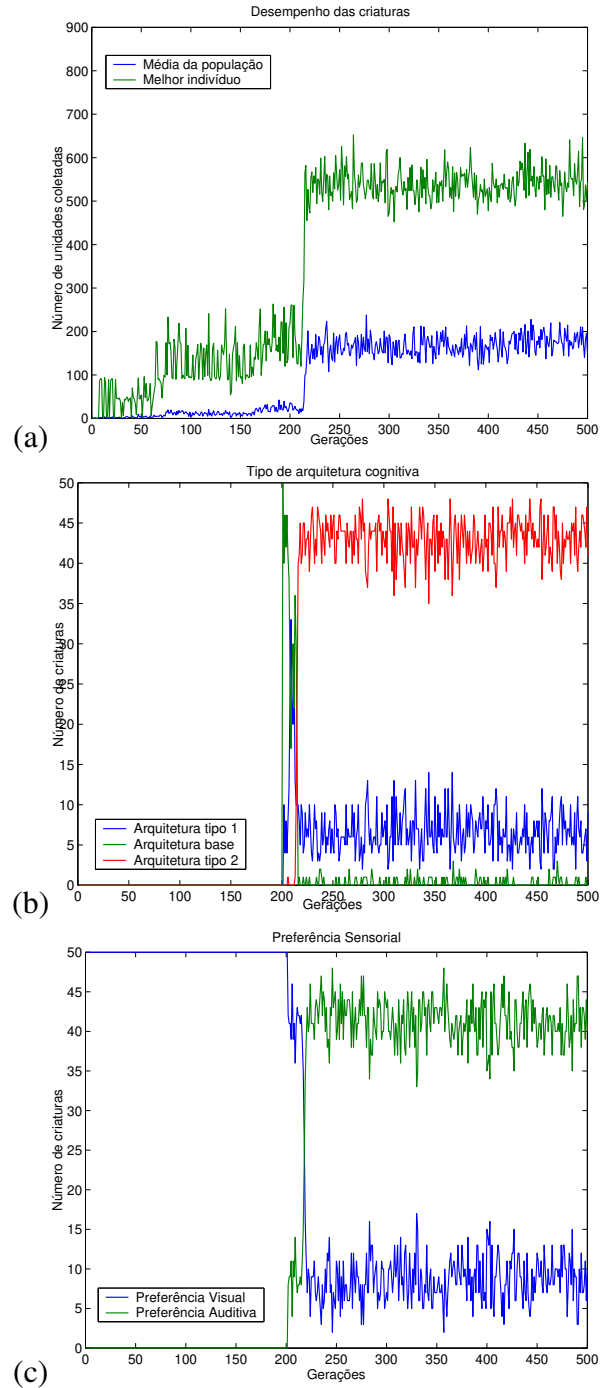 Desempenho das criaturas
900
800
700
600
500
400
300
200
100
0
Número de unidades coletadas
Média da população
Melhor indivíduo
0 50 100 150 200 250 300 350 400 450 500
Gerações
(a)
Tipo de arquitetura cognitiva
50
45
40
35
30
25
20
15
10
5
0
Número de criaturas
Arquitetura tipo 1
Arquitetura base
Arquitetura tipo 2
0 50 100 150 200 250 300 350 400 450 500
Gerações
(b)
Preferência Sensorial
50
45
40
35
30
25
20
15
10
5
0
Número de criaturas
Preferência Visual
Preferência Auditiva
0 50 100 150 200 250 300 350 400 450 500
Gerações
(c)